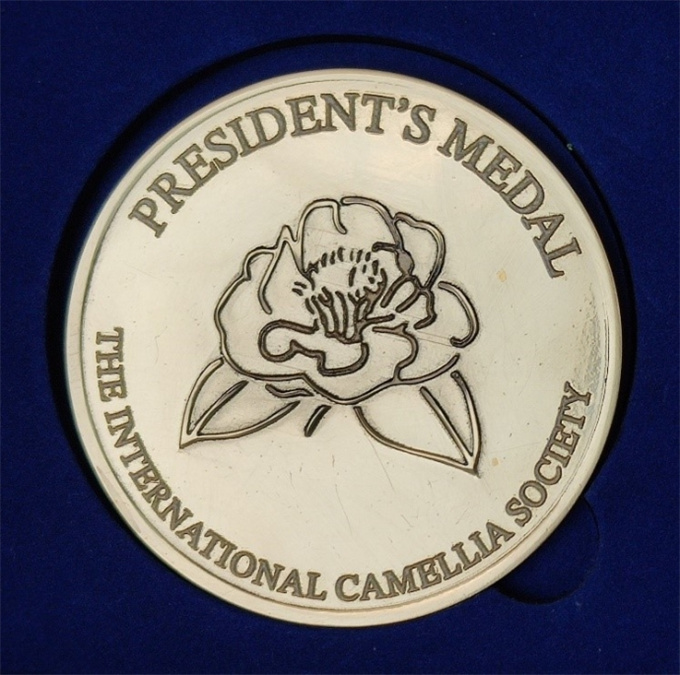 PRESIDENT'S MEDAL
THE INTERNATIONAL CAMELLIA SOCIETY